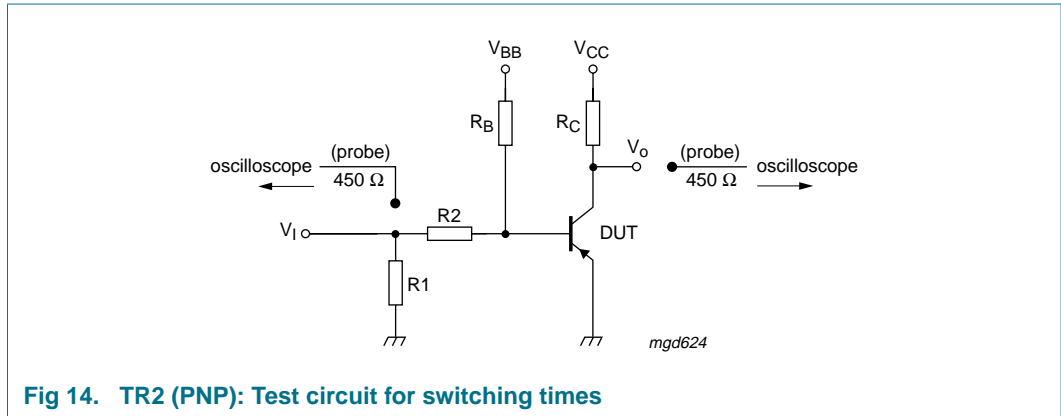 VBB
VCC
RB
RC
Vo
(probe)
450 Ω
oscilloscope
(probe)
450 Ω
oscilloscope
R2
VI
DUT
R1
mgd624
Fig 14. TR2 (PNP): Test circuit for switching times